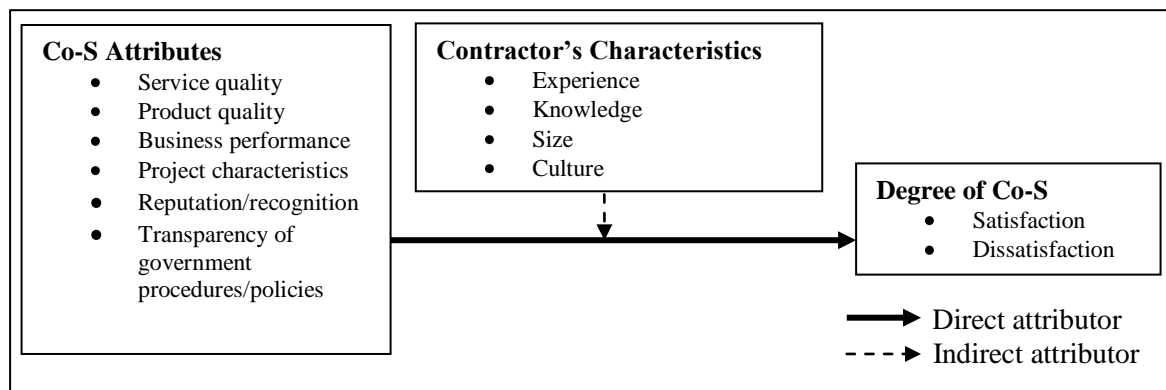 Co-S Attributes
● Service quality
● Product quality
● Business performance
● Project characteristics
● Reputation/recognition
● Transparency of
government
procedures/policies
Contractor’s Characteristics
● Experience
● Knowledge
● Size
● Culture
Degree of Co-S
● Satisfaction
● Dissatisfaction
Direct attributor
Indirect attributor